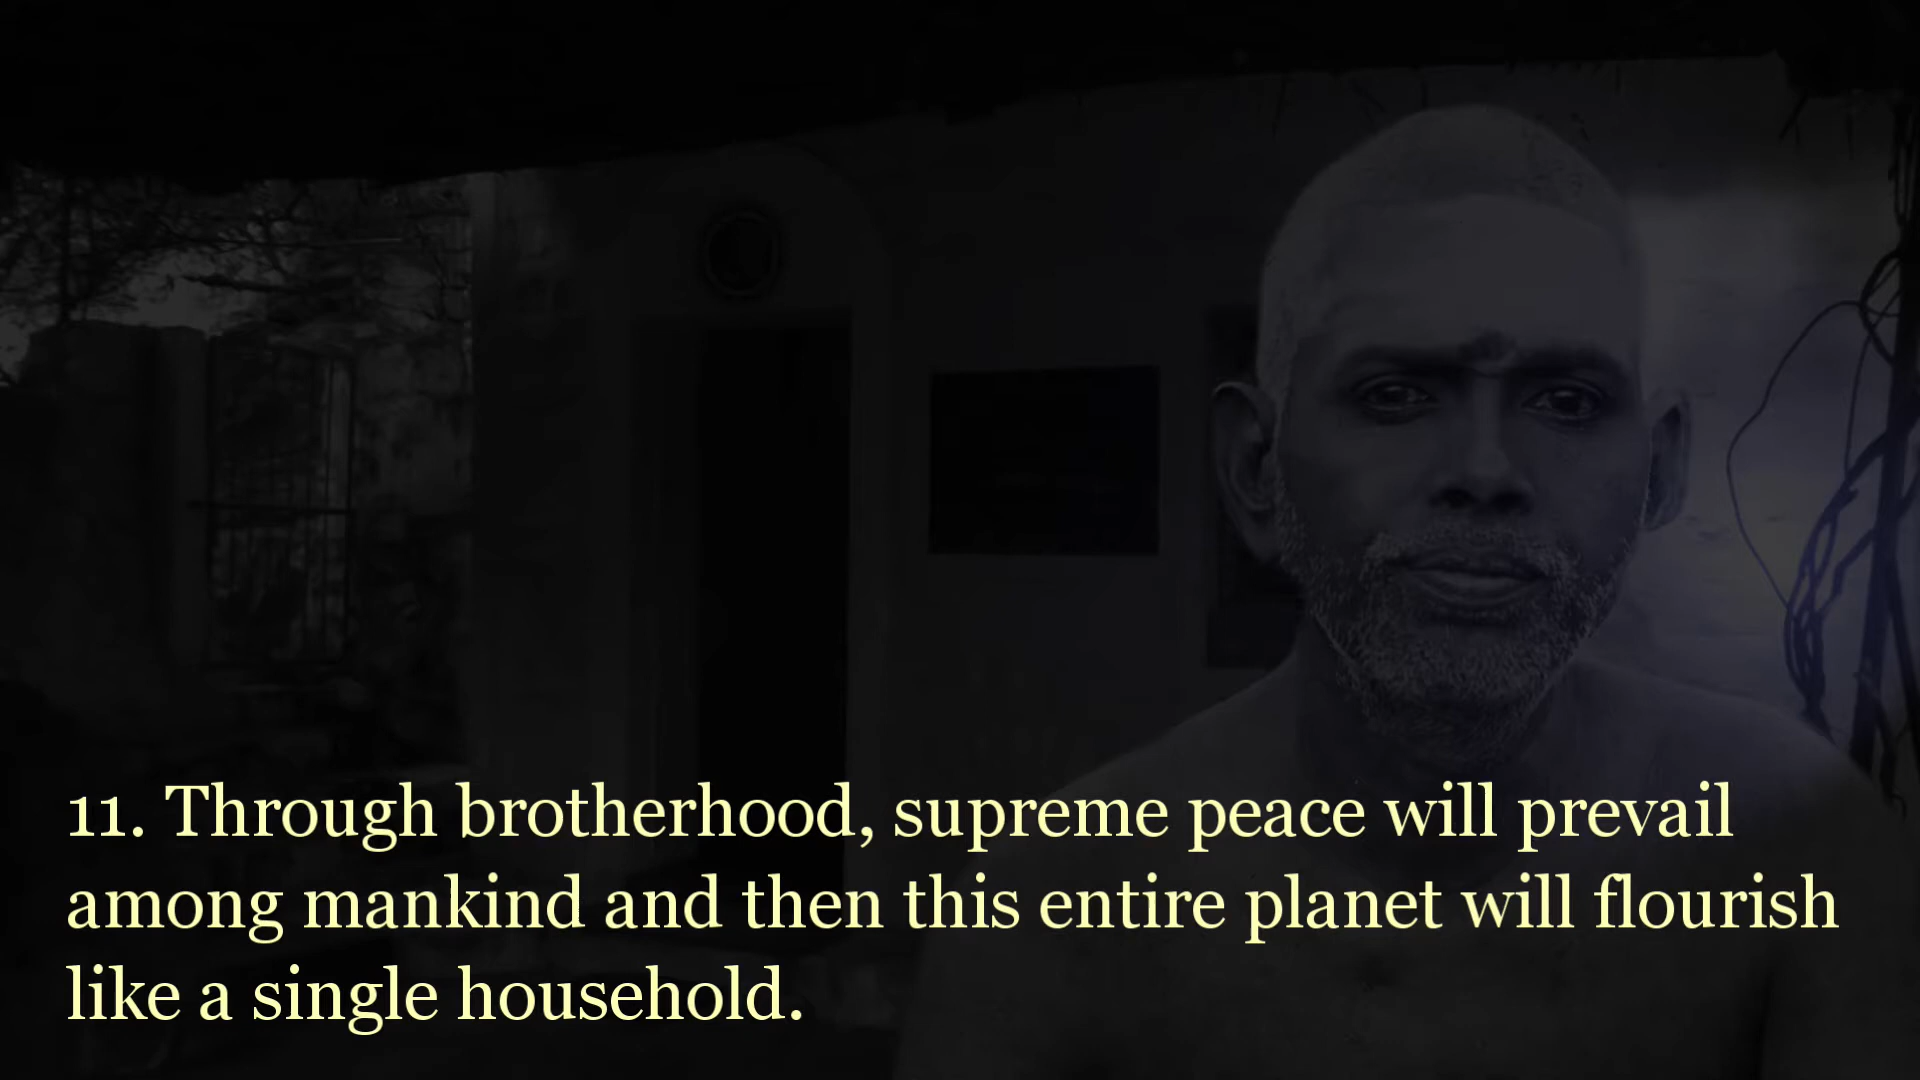 11. Through brotherhood, supreme peace will prevail
among mankind and then this entire planet will flourish
like a single household.